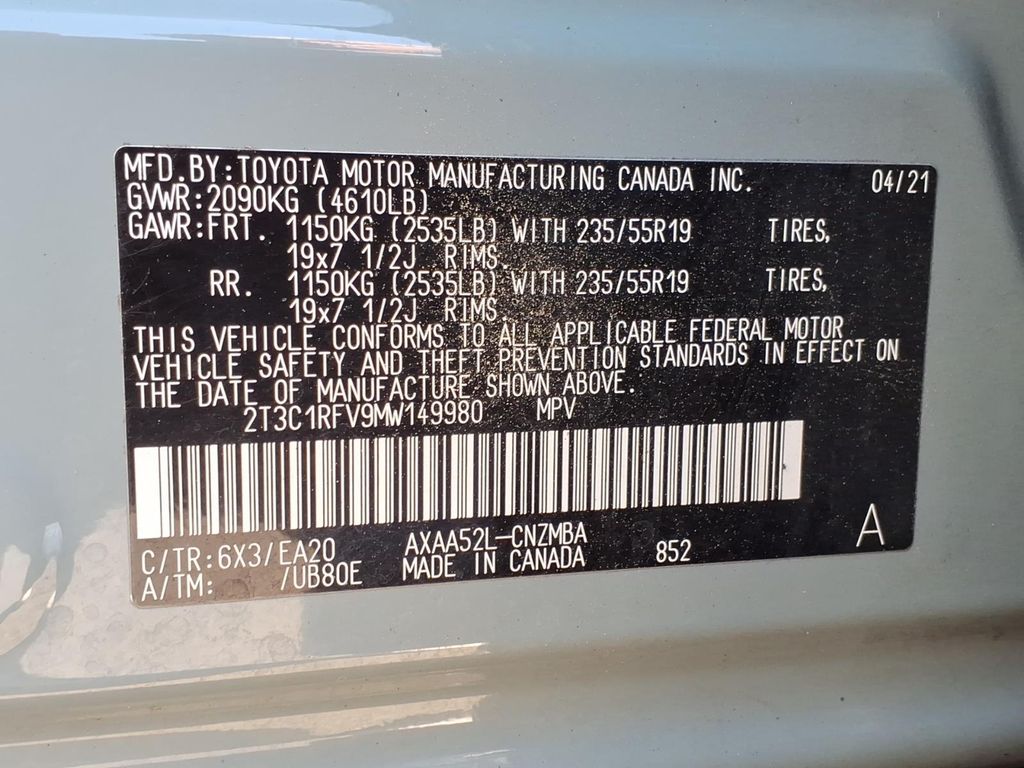 MFD.BY:TOYOTA MOTOR MANUFACTURING CANADA INC. 04/21
GVWR:2090KG (4610LB)
GAWR:FRT. 1150KG (2535LB) WITH 235/55R19 TIRES,
19x7 1/2J RIMS.
RR. 1150KG (2535LB) WITH 235/55R19 TIRES,
19x7 1/2J RIMS.
THIS VEHICLE CONFORMS TO ALL APPLICABLE FEDERAL MOTOR
VEHICLE SAFETY AND THEFT PREVENTION STANDARDS IN EFFECT ON
THE DATE OF MANUFACTURE SHOWN ABOVE.
2T3C1RFV9MW149980 MPV
C/TR:6X3/EA20 AXAA52L-CNZMBA 852 A
A/TM: /UB80E MADE IN CANADA